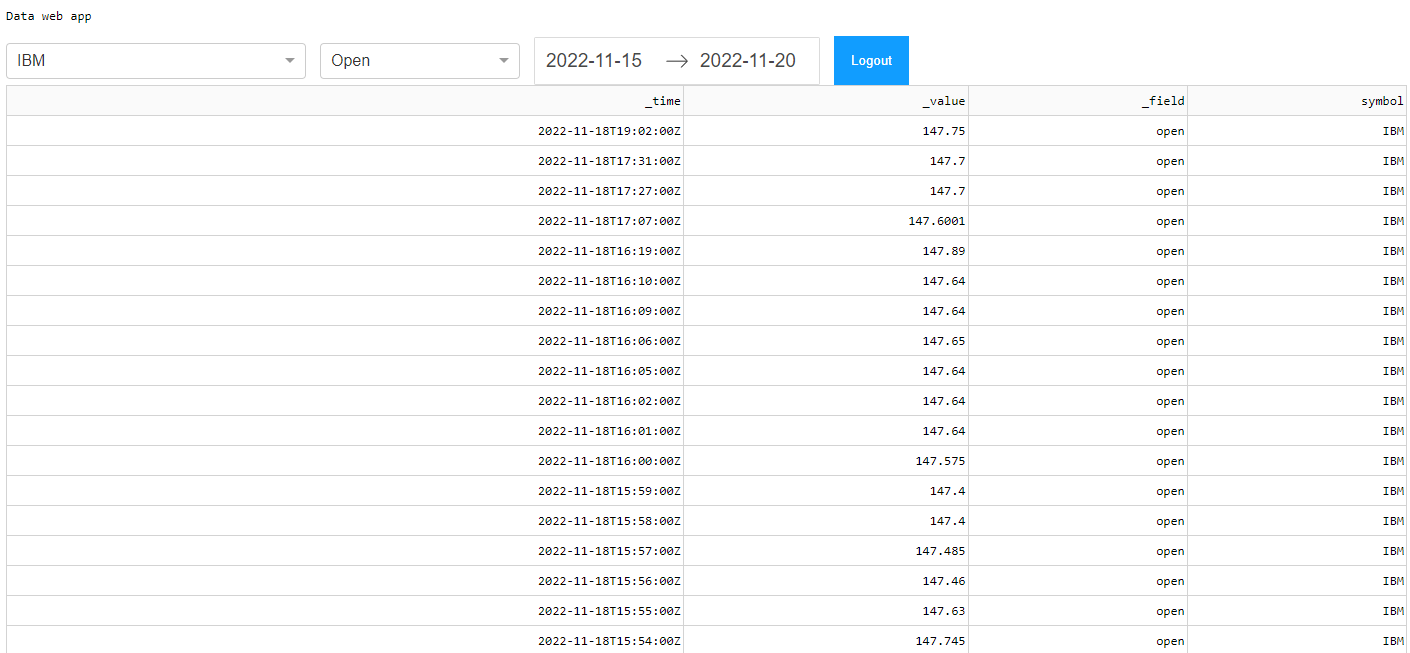 Data web app
IBM Open 2022-11-15 → 2022-11-20 Logout
_time _value _field symbol
2022-11-18T19:02:00Z 147.75 open IBM
2022-11-18T17:31:00Z 147.7 open IBM
2022-11-18T17:27:00Z 147.7 open IBM
2022-11-18T17:07:00Z 147.6001 open IBM
2022-11-18T16:19:00Z 147.89 open IBM
2022-11-18T16:10:00Z 147.64 open IBM
2022-11-18T16:09:00Z 147.64 open IBM
2022-11-18T16:06:00Z 147.65 open IBM
2022-11-18T16:05:00Z 147.64 open IBM
2022-11-18T16:02:00Z 147.64 open IBM
2022-11-18T16:01:00Z 147.64 open IBM
2022-11-18T16:00:00Z 147.575 open IBM
2022-11-18T15:59:00Z 147.4 open IBM
2022-11-18T15:58:00Z 147.4 open IBM
2022-11-18T15:57:00Z 147.485 open IBM
2022-11-18T15:56:00Z 147.46 open IBM
2022-11-18T15:55:00Z 147.63 open IBM
2022-11-18T15:54:00Z 147.745 open IBM